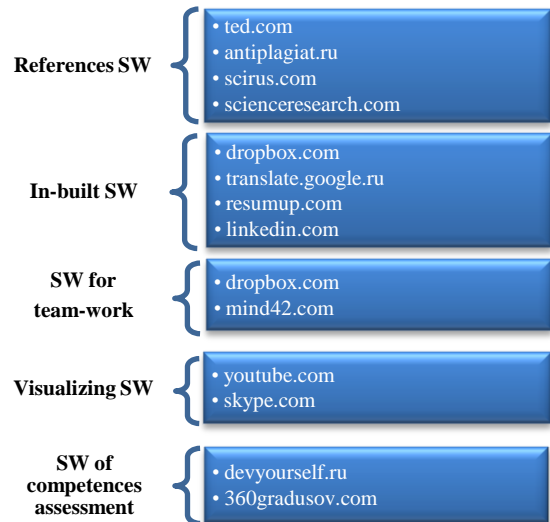 References SW
• ted.com
• antiplagiat.ru
• scirus.com
• scienceresearch.com
In-built SW
• dropbox.com
• translate.google.ru
• resumup.com
• linkedin.com
SW for
team-work
• dropbox.com
• mind42.com
Visualizing SW
• youtube.com
• skype.com
SW of
competences
assessment
• devyourself.ru
• 360gradusov.com